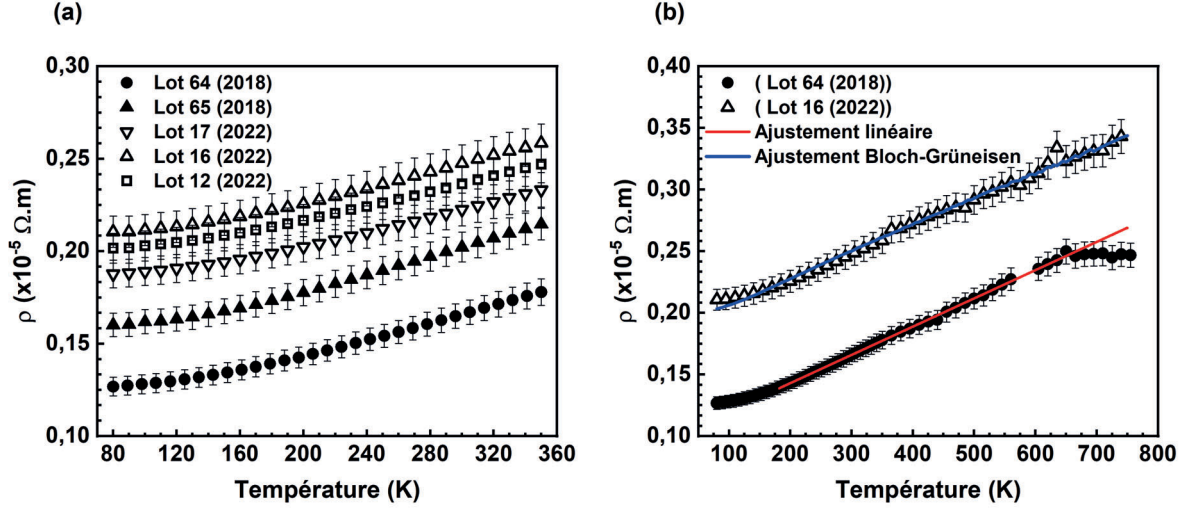 (a)
0,30
0,25
0,20
0,15
0,10
ρ (x10⁻⁵ Ω.m)
Lot 64 (2018)
Lot 65 (2018)
Lot 17 (2022)
Lot 16 (2022)
Lot 12 (2022)
80 120 160 200 240 280 320 360
Température (K)
(b)
0,40
0,35
0,30
0,25
0,20
0,15
0,10
ρ (x10⁻⁵ Ω.m)
( Lot 64 (2018))
( Lot 16 (2022))
Ajustement linéaire
Ajustement Bloch-Grüneisen
100 200 300 400 500 600 700 800
Température (K)